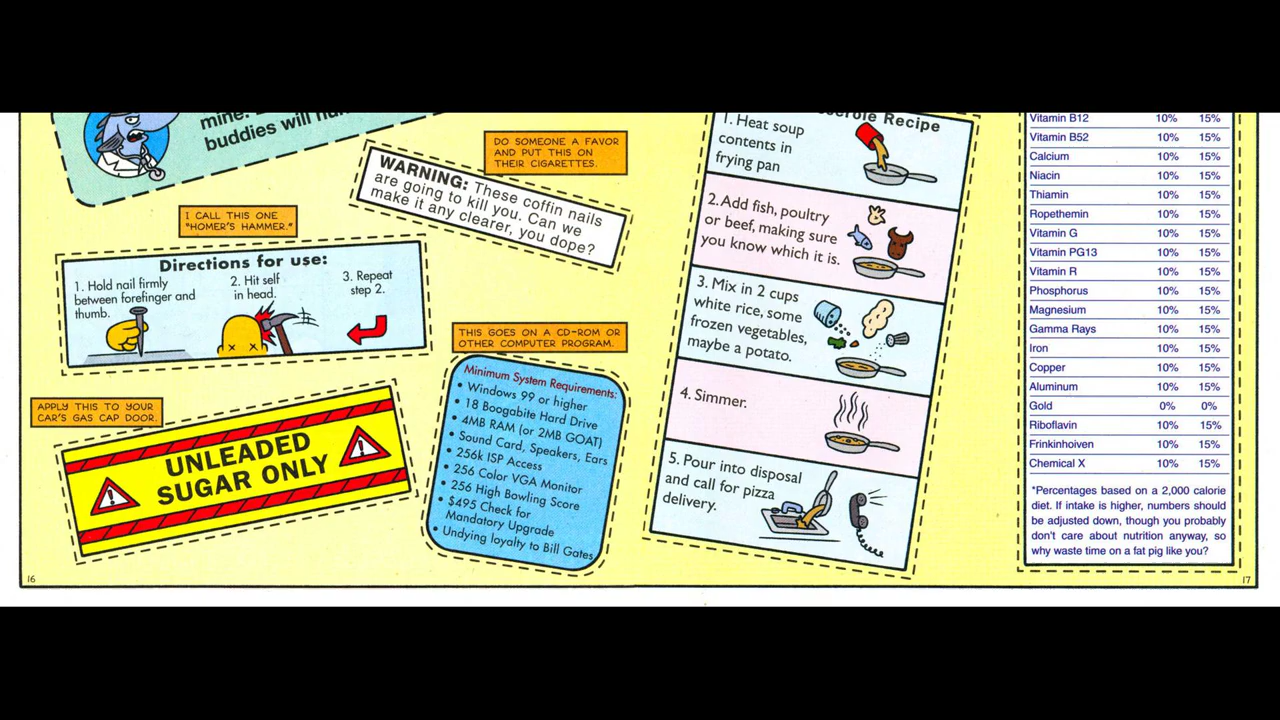 mine.
buddies will
DO SOMEONE A FAVOR
AND PUT THIS ON
THEIR CIGARETTES.
WARNING: These coffin nails
are going to kill you. Can we
make it any clearer, you dope?
I CALL THIS ONE
"HOMER'S HAMMER."
Directions for use:
1. Hold nail firmly
between forefinger and
thumb.
2. Hit self
in head.
3. Repeat
step 2.
APPLY THIS TO YOUR
CAR'S GAS CAP DOOR.
UNLEADED
SUGAR ONLY
THIS GOES ON A CD-ROM OR
OTHER COMPUTER PROGRAM.
Minimum System Requirements:
• Windows 99 or higher
• 18 Boogabite Hard Drive
• 4MB RAM (or 2MB GOAT)
• Sound Card, Speakers, Ears
• 256k ISP Access
• 256 Color VGA Monitor
• 256 High Bowling Score
• $495 Check for
Mandatory Upgrade
• Undying loyalty to Bill Gates
16
Recipe
1. Heat soup
contents in
frying pan
2. Add fish, poultry
or beef, making sure
you know which it is.
3. Mix in 2 cups
white rice, some
frozen vegetables,
maybe a potato.
4. Simmer.
5. Pour into disposal
and call for pizza
delivery.
Vitamin B12 10% 15%
Vitamin B52 10% 15%
Calcium 10% 15%
Niacin 10% 15%
Thiamin 10% 15%
Ropethemin 10% 15%
Vitamin G 10% 15%
Vitamin PG13 10% 15%
Vitamin R 10% 15%
Phosphorus 10% 15%
Magnesium 10% 15%
Gamma Rays 10% 15%
Iron 10% 15%
Copper 10% 15%
Aluminum 10% 15%
Gold 0% 0%
Riboflavin 10% 15%
Frinkinhoiven 10% 15%
Chemical X 10% 15%
*Percentages based on a 2,000 calorie
diet. If intake is higher, numbers should
be adjusted down, though you probably
don't care about nutrition anyway, so
why waste time on a fat pig like you?
17